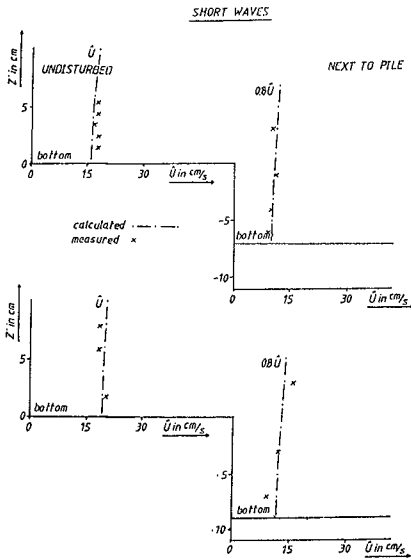 SHORT WAVES
Û
UNDISTURBED
Z' in cm
5
0
bottom
0 15 30
Û in cm/s
NEXT TO PILE
0.8Û
-5
bottom
-10
0 15 30
Û in cm/s
calculated
measured ×
Û
Z' in cm
5
0
bottom
0 15 30
Û in cm/s
0.8Û
.5
bottom
.10
0 15 30
Û in cm/s